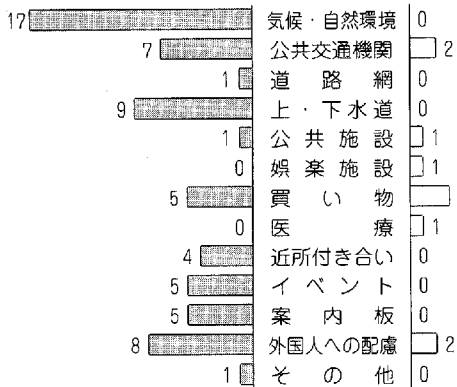 17 気候・自然環境 0
7 公共交通機関 2
1 道路網 0
9 上・下水道 0
1 公共施設 1
0 娯楽施設 1
5 買い物
0 医療 1
4 近所付き合い 0
5 イベント 0
5 案内板 0
8 外国人への配慮 2
1 その他 0